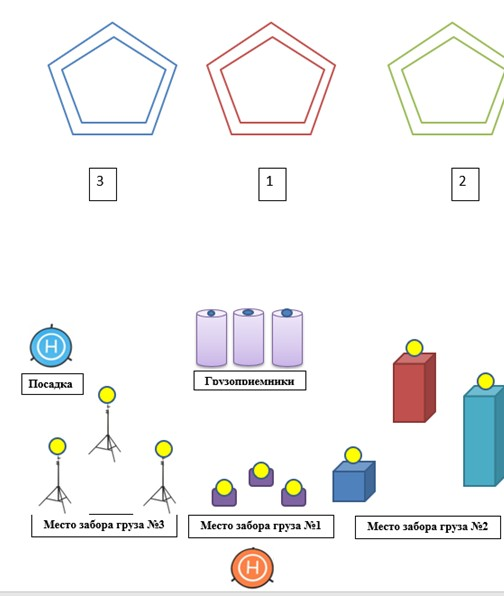 3
1
2
H
Посадка
Грузоприемники
Место забора груза №3
Место забора груза №1
Место забора груза №2
H